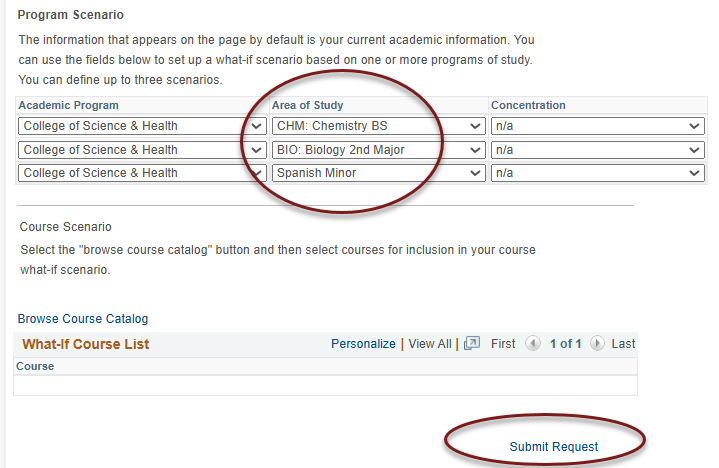 Program Scenario
The information that appears on the page by default is your current academic information. You
can use the fields below to set up a what-if scenario based on one or more programs of study.
You can define up to three scenarios.
Academic Program Area of Study Concentration
College of Science & Health CHM: Chemistry BS n/a
College of Science & Health BIO: Biology 2nd Major n/a
College of Science & Health Spanish Minor n/a
Course Scenario
Select the "browse course catalog" button and then select courses for inclusion in your course
what-if scenario.
Browse Course Catalog
What-If Course List Personalize | View All | First 1 of 1 Last
Course
Submit Request